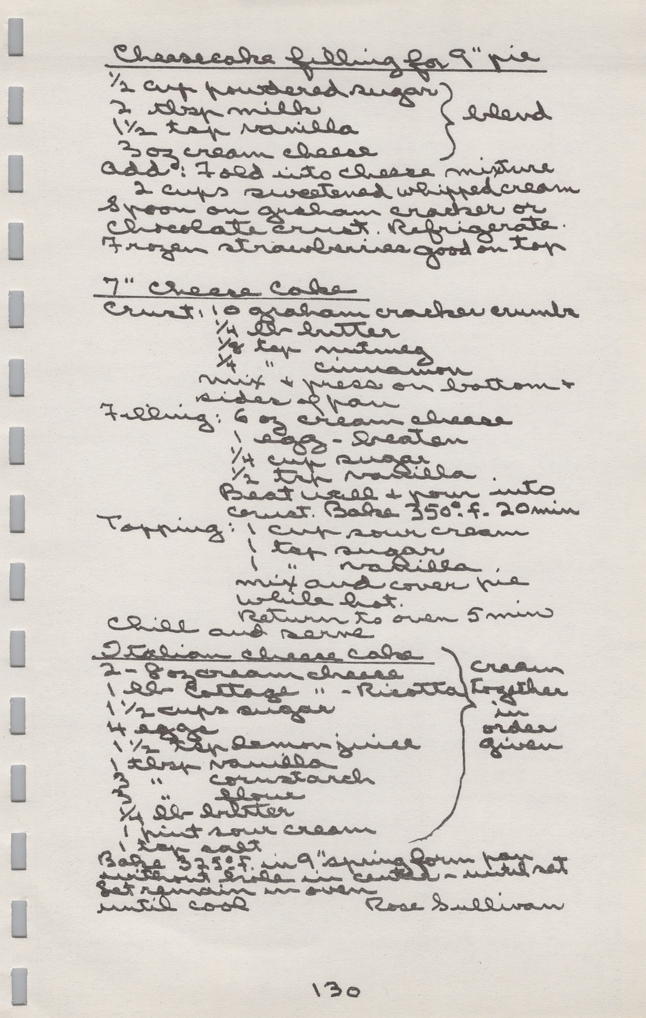 Cheesecake filling for 9" pie
1/2 cup powdered sugar } blend
2 tbsp milk
1 1/2 tsp vanilla
3 oz cream cheese
Add: Fold into cheese mixture
2 cups sweetened whipped cream
Spoon on graham cracker or
chocolate crust. Refrigerate.
Frozen strawberries good on top
7" Cheese Cake
Crust: 10 graham cracker crumbs
1/4 lb butter
1/8 tsp nutmeg
1/4 " cinnamon
mix + press on bottom +
sides of pan
Filling: 6 oz cream cheese
1 egg - beaten
1/4 cup sugar
1/2 tsp vanilla
Beat well + pour into
crust. Bake 350° f. 20 min
Topping: 1 cup sour cream
1 tsp sugar
1 " vanilla
mix and cover pie
while hot.
Return to oven 5 min
Chill and serve
Italian cheese cake
2 - 8 oz cream cheese } cream
1 lb Cottage " - Ricotta together
1 1/2 cups sugar in
4 eggs order
1 1/2 tsp lemon juice given
1 tbsp vanilla
3 " cornstarch
3 " flour
1/4 lb butter
1 pint sour cream
1 tsp salt
Bake 325° f. in 9" spring form pan
without hole in center - until set
Let remain in oven
until cool Rose Sullivan
130